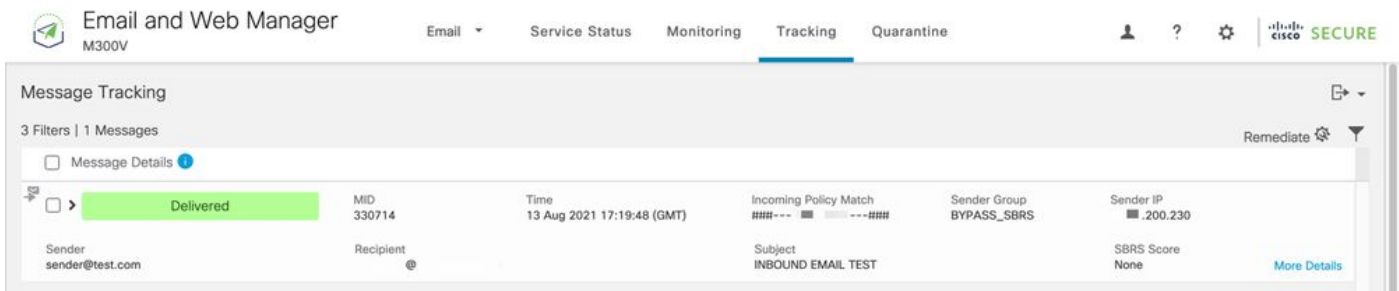 Email and Web Manager
M300V
Email Service Status Monitoring Tracking Quarantine ? cisco SECURE
Message Tracking
3 Filters | 1 Messages
Remediate
Message Details i
Delivered
MID
330714
Time
13 Aug 2021 17:19:48 (GMT)
Incoming Policy Match
###--- ---###
Sender Group
BYPASS_SBRS
Sender IP
.200.230
Sender
sender@test.com
Recipient
@
Subject
INBOUND EMAIL TEST
SBRS Score
None
More Details